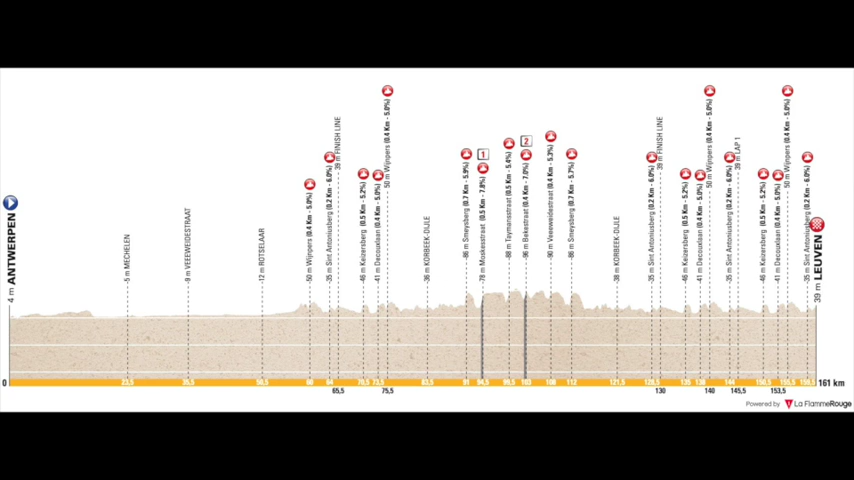 4 m ANTWERPEN
5 m MECHELEN
9 m VEEEWEIDESTRAAT
12 m ROTSELAAR
50 m Wijnpers (0.4 Km - 5.0%)
35 m Sint Antoniusberg (0.2 Km - 6.0%)
39 m FINISH LINE
46 m Keizersberg (0.5 Km - 5.2%)
41 m Decouxlaan (0.4 Km - 5.0%)
50 m Wijnpers (0.4 Km - 5.0%)
36 m KORBEEK-DIJLE
86 m Smeysberg (0.7 Km - 5.9%)
1
78 m Moskesstraat (0.5 Km - 7.8%)
88 m Taymansstraat (0.5 Km - 5.4%)
2
96 m Bekestraat (0.4 Km - 7.0%)
90 m Veeeweidestraat (0.4 Km - 5.3%)
86 m Smeysberg (0.7 Km - 5.7%)
38 m KORBEEK-DIJLE
35 m Sint Antoniusberg (0.2 Km - 6.0%)
39 m FINISH LINE
46 m Keizersberg (0.5 Km - 5.2%)
41 m Decouxlaan (0.4 Km - 5.0%)
50 m Wijnpers (0.4 Km - 5.0%)
35 m Sint Antoniusberg (0.2 Km - 6.0%)
39 m LAP 1
46 m Keizersberg (0.5 Km - 5.2%)
41 m Decouxlaan (0.4 Km - 5.0%)
50 m Wijnpers (0.4 Km - 5.0%)
35 m Sint Antoniusberg (0.2 Km - 6.0%)
39 m LEUVEN
0 23,5 35,5 50,5 60 64 70,5 73,5 83,5 91 94,5 99,5 103 108 112 121,5 128,5 135 138 144 150,5 155,5 159,5 161 km
65,5 75,5 130 140 145,5 153,5
Powered by La FlammeRouge